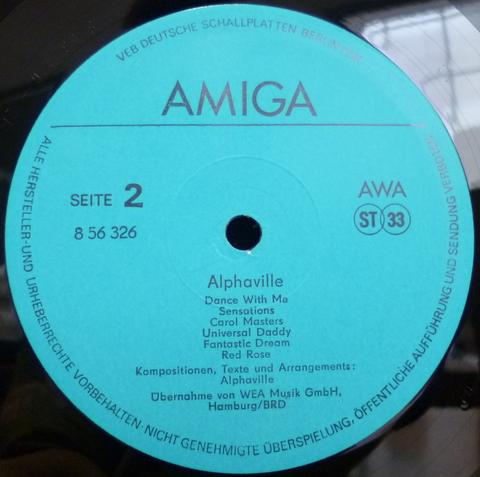 VEB DEUTSCHE SCHALLPLATTEN BERLIN DDR
AMIGA
SEITE 2
8 56 326
AWA
ST 33
Alphaville
Dance With Me
Sensations
Carol Masters
Universal Daddy
Fantastic Dream
Red Rose
Kompositionen, Texte und Arrangements:
Alphaville
Übernahme von WEA Musik GmbH,
Hamburg/BRD
ALLE HERSTELLER- UND URHEBERRECHTE VORBEHALTEN · NICHT GENEHMIGTE ÜBERSPIELUNG, ÖFFENTLICHE AUFFÜHRUNG UND SENDUNG VERBOTEN!